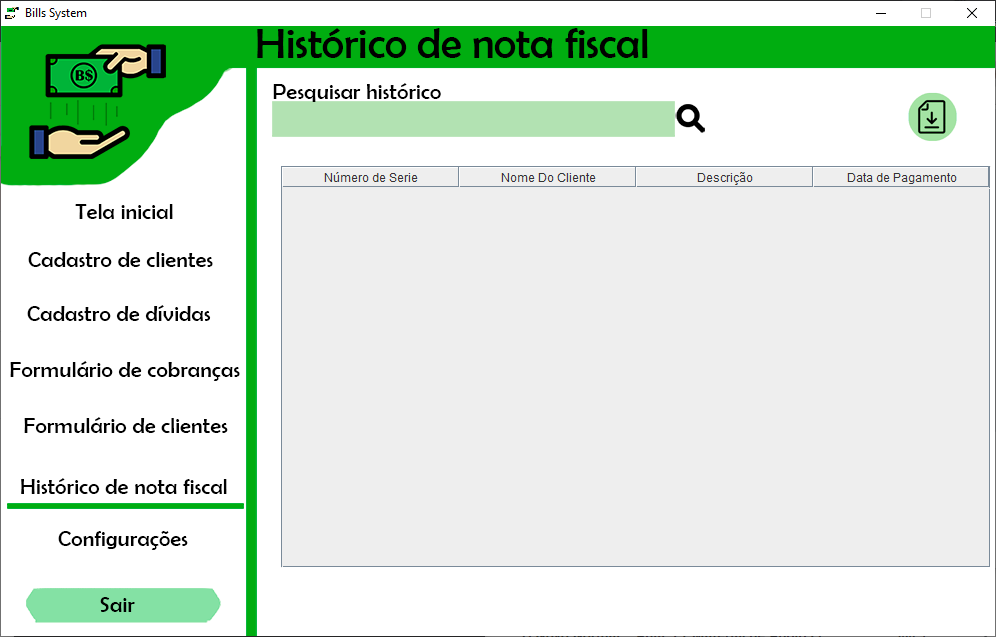 Bills System
Histórico de nota fiscal
B$
Pesquisar histórico
Número de Serie
Nome Do Cliente
Descrição
Data de Pagamento
Tela inicial
Cadastro de clientes
Cadastro de dívidas
Formulário de cobranças
Formulário de clientes
Histórico de nota fiscal
Configurações
Sair